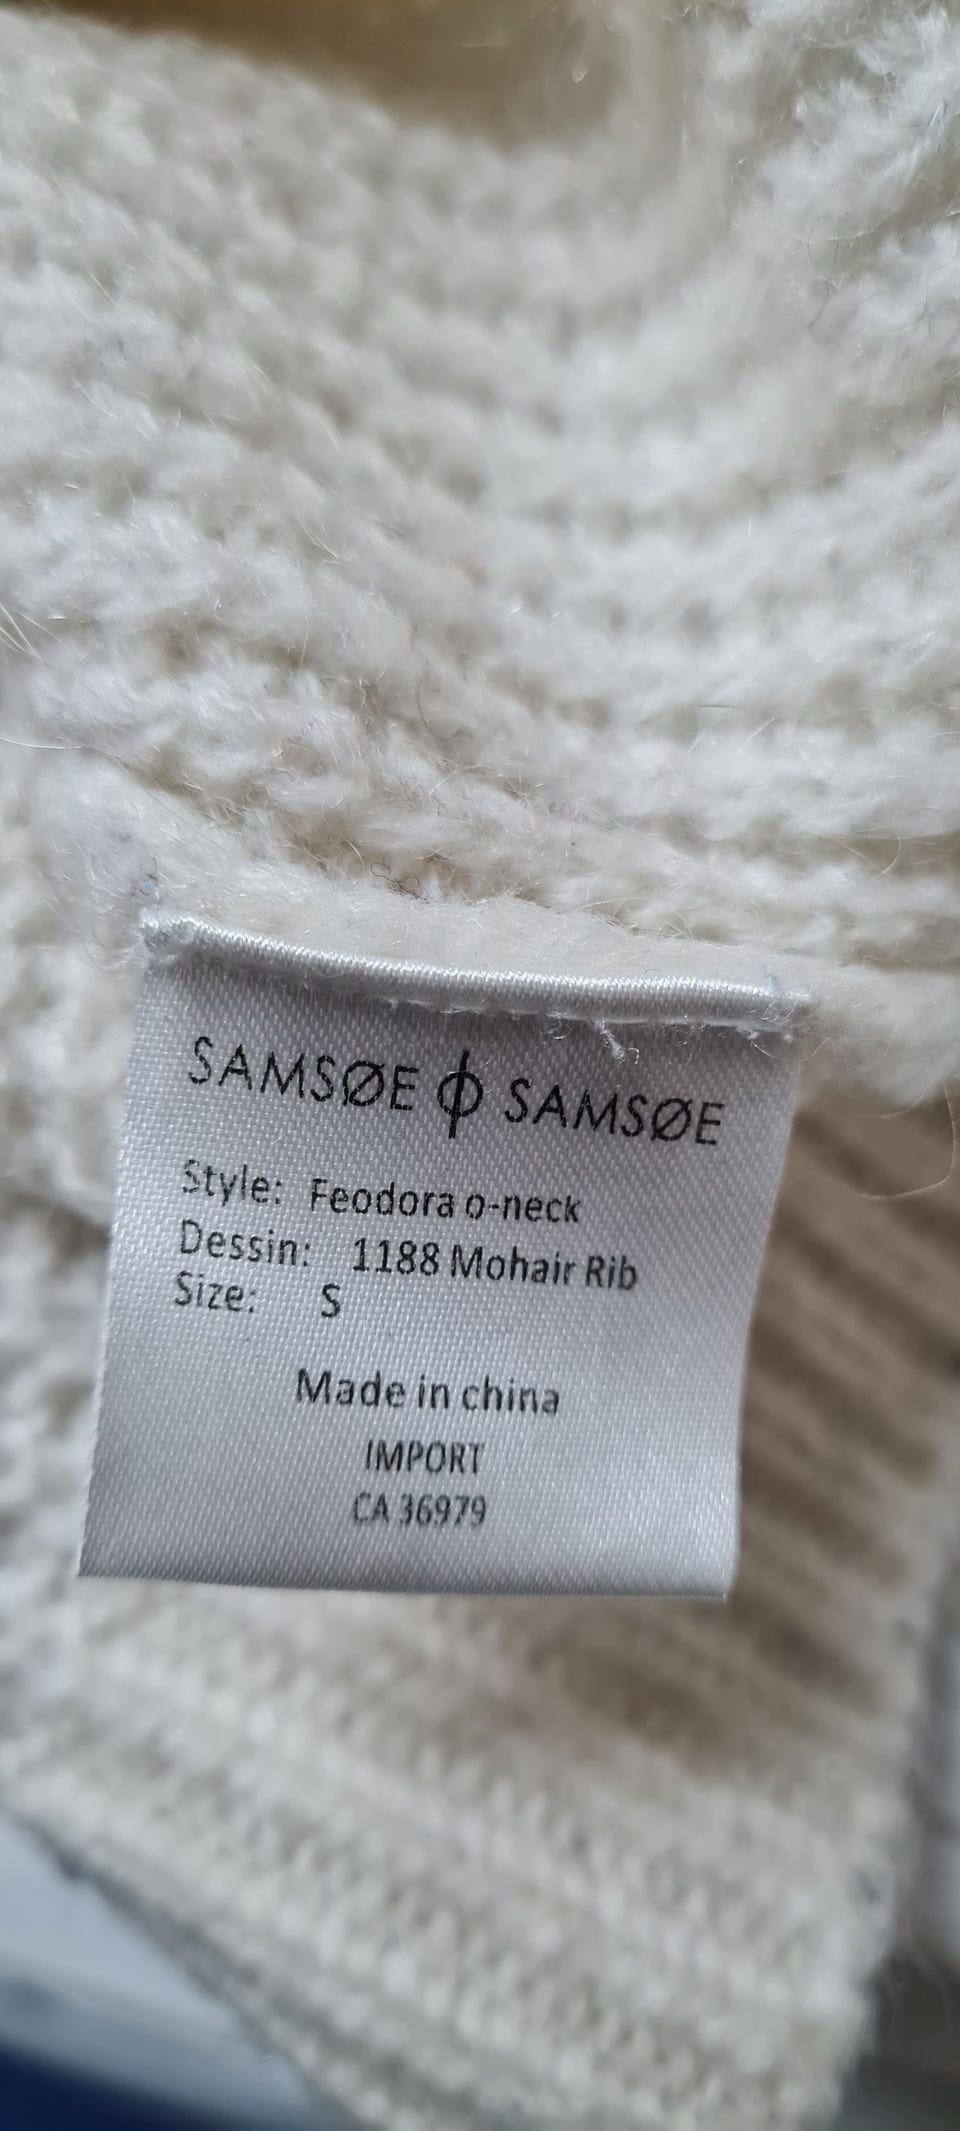 SAMSØE ϕ SAMSØE
Style: Feodora o-neck
Dessin: 1188 Mohair Rib
Size: S
Made in china
IMPORT
CA 36979